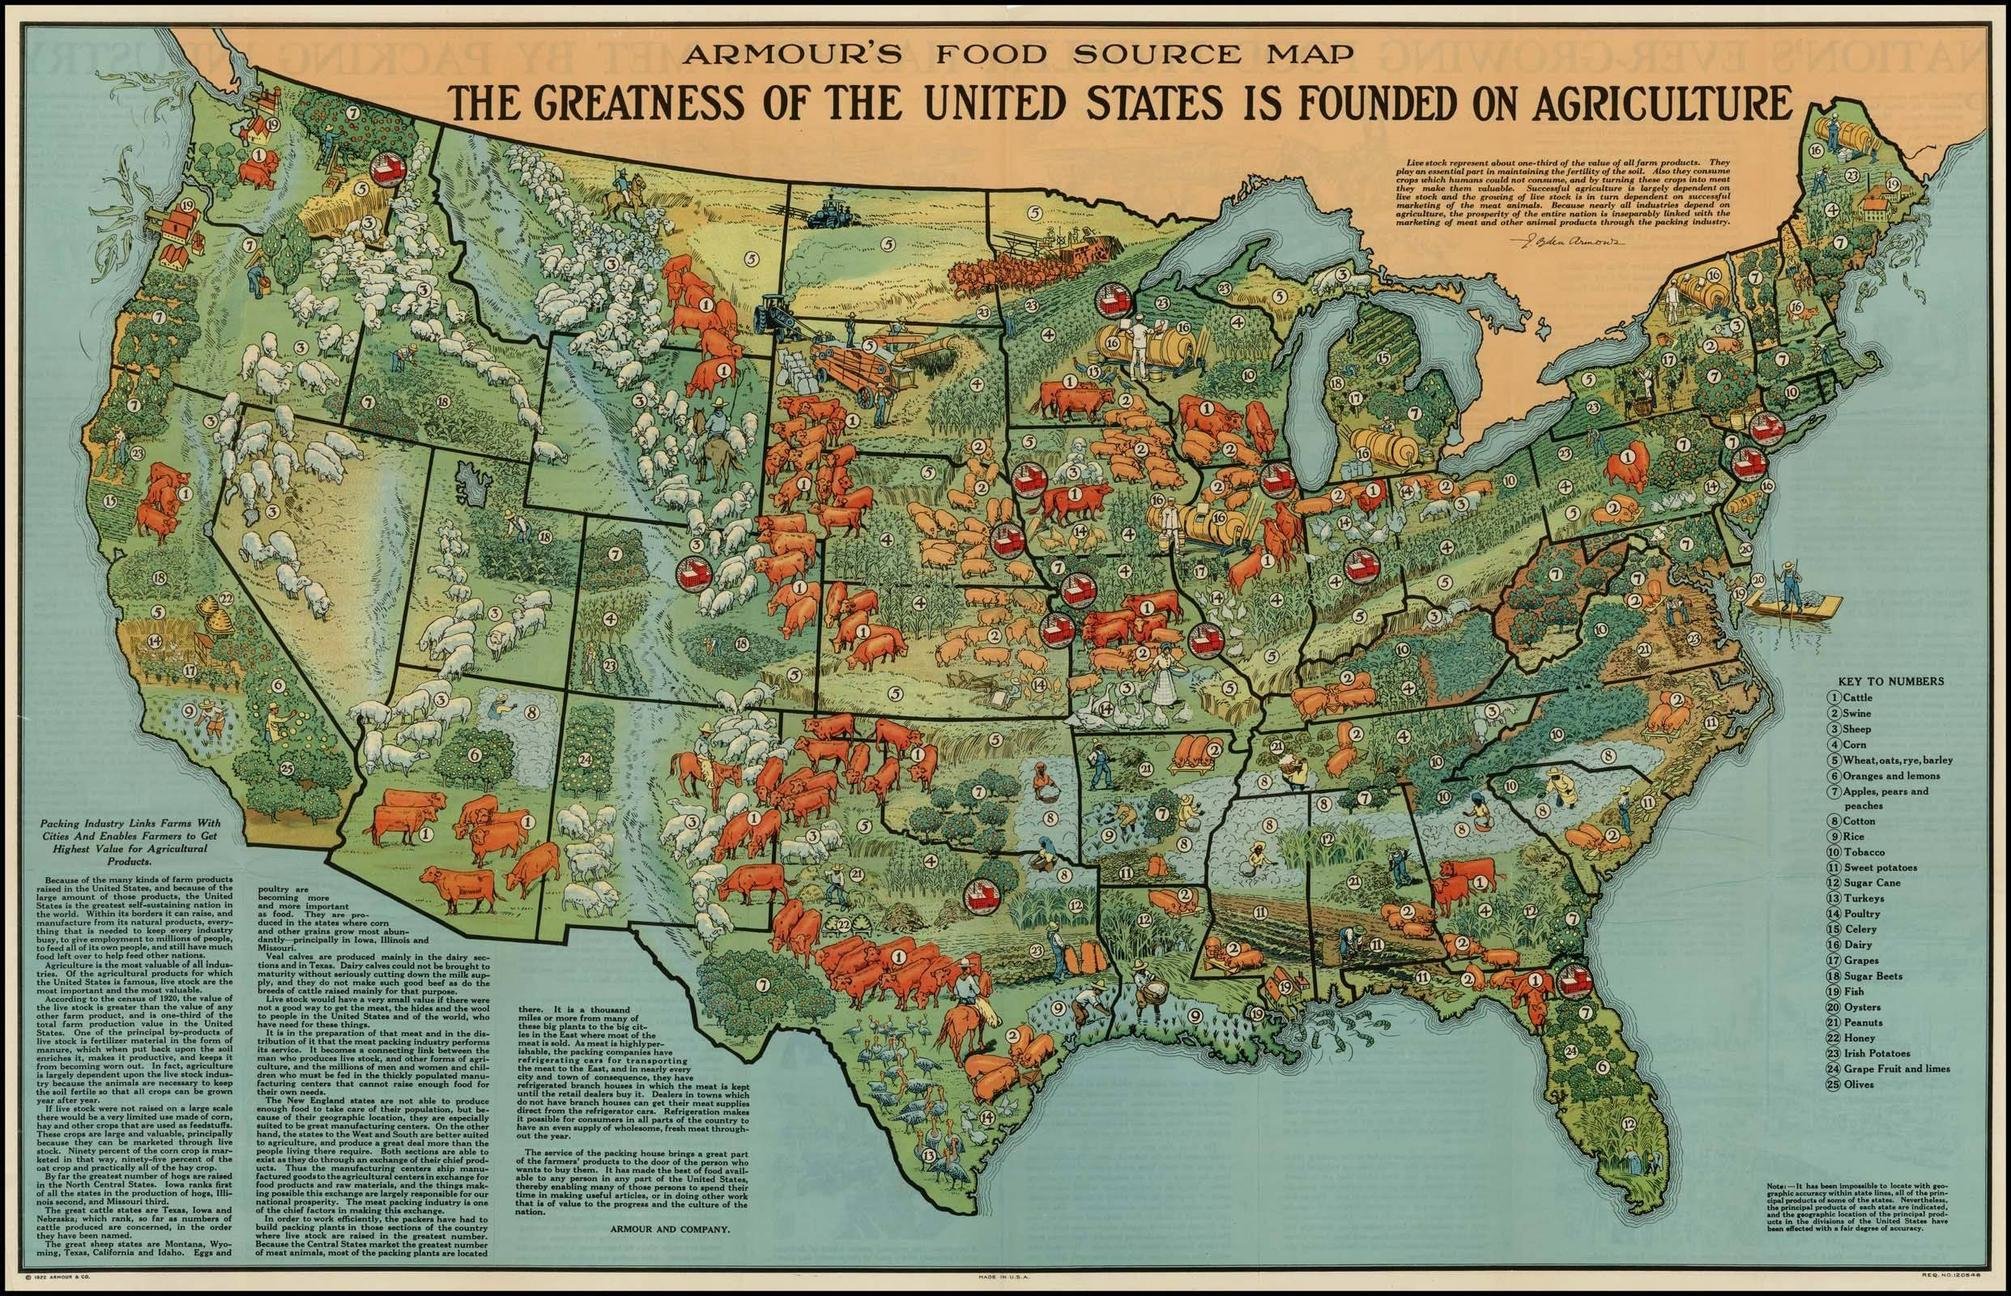 ARMOUR'S FOOD SOURCE MAP
THE GREATNESS OF THE UNITED STATES IS FOUNDED ON AGRICULTURE
Live stock represent about one-third of the value of all farm products. They
play an essential part in maintaining the fertility of the soil. Also they consume
crops which humans could not consume, and by turning these crops into meat
they make them valuable. Successful agriculture is largely dependent on
live stock and the growing of live stock is in turn dependent on successful
marketing of the meat animals. Because nearly all industries depend on
agriculture, the prosperity of the entire nation is inseparably linked with the
marketing of meat and other animal products through the packing industry.
J Ogden Armour
KEY TO NUMBERS
1 Cattle
2 Swine
3 Sheep
4 Corn
5 Wheat, oats, rye, barley
6 Oranges and lemons
7 Apples, pears and
peaches
8 Cotton
9 Rice
10 Tobacco
11 Sweet potatoes
12 Sugar Cane
13 Turkeys
14 Poultry
15 Celery
16 Dairy
17 Grapes
18 Sugar Beets
19 Fish
20 Oysters
21 Peanuts
22 Honey
23 Irish Potatoes
24 Grape Fruit and limes
25 Olives
Packing Industry Links Farms With
Cities And Enables Farmers to Get
Highest Value for Agricultural
Products.
Because of the many kinds of farm products
raised in the United States, and because of the
large amount of those products, the United
States is the greatest self-sustaining nation in
the world. Within its borders it can raise, and
manufacture from its natural products, every-
thing that is needed to keep every industry
busy, to give employment to millions of people,
to feed all of its own people, and still have much
food left over to help feed other nations.
Agriculture is the most valuable of all indus-
tries. Of the agricultural products for which
the United States is famous, live stock are the
most important and the most valuable.
According to the census of 1920, the value of
the live stock is greater than the value of any
other farm product, and is one-third of the
total farm production value in the United
States. One of the principal by-products of
live stock is fertilizer material in the form of
manure, which when put back upon the soil
enriches it, makes it productive, and keeps it
from becoming worn out. In fact, agriculture
is largely dependent upon the live stock indus-
try because the animals are necessary to keep
the soil fertile so that all crops can be grown
year after year.
If live stock were not raised on a large scale
there would be a very limited use made of corn,
hay and other crops that are used as feedstuffs.
These crops are large and valuable, principally
because they can be marketed through live
stock. Ninety percent of the corn crop is mar-
keted in that way, ninety-five percent of the
oat crop and practically all of the hay crop.
By far the greatest number of hogs are raised
in the North Central States. Iowa ranks first
of all the states in the production of hogs, Illi-
nois second, and Missouri third.
The great cattle states are Texas, Iowa and
Nebraska; which rank, so far as numbers of
cattle produced are concerned, in the order
they have been named.
The great sheep states are Montana, Wyo-
ming, Texas, California and Idaho. Eggs and
poultry are
becoming more
and more important
as food. They are pro-
duced in the states where corn
and other grains grow most abun-
dantly—principally in Iowa, Illinois and
Missouri.
Veal calves are produced mainly in the dairy sec-
tions and in Texas. Dairy calves could not be brought to
maturity without seriously cutting down the milk sup-
ply, and they do not make such good beef as do the
breeds of cattle raised mainly for that purpose.
Live stock would have a very small value if there were
not a good way to get the meat, the hides and the wool
to people in the United States and of the world, who
have need for these things.
It is in the preparation of that meat and in the dis-
tribution of it that the meat packing industry performs
its service. It becomes a connecting link between the
man who produces live stock, and other forms of agri-
culture, and the millions of men and women and chil-
dren who must be fed in the thickly populated manu-
facturing centers that cannot raise enough food for
their own needs.
The New England states are not able to produce
enough food to take care of their population, but be-
cause of their geographic location, they are especially
suited to be great manufacturing centers. On the other
hand, the states to the West and South are better suited
to agriculture, and produce a great deal more than the
people living there require. Both sections are able to
exist as they do through an exchange of their chief prod-
ucts. Thus the manufacturing centers ship manu-
factured goods to the agricultural centers in exchange for
food products and raw materials, and the things mak-
ing possible this exchange are largely responsible for our
national prosperity. The meat packing industry is one
of the chief factors in making this exchange.
In order to work efficiently, the packers have had to
build packing plants in those sections of the country
where live stock are raised in the greatest number.
Because the Central States market the greatest number
of meat animals, most of the packing plants are located
there. It is a thousand
miles or more from many of
these big plants to the big cit-
ies in the East where most of the
meat is sold. As meat is highly per-
ishable, the packing companies have
refrigerating cars for transporting
the meat to the East, and in nearly every
city and town of consequence, they have
refrigerated branch houses in which the meat is kept
until the retail dealers buy it. Dealers in towns which
do not have branch houses can get their meat supplies
direct from the refrigerator cars. Refrigeration makes
it possible for consumers in all parts of the country to
have an even supply of wholesome, fresh meat through-
out the year.
The service of the packing house brings a great part
of the farmers' products to the door of the person who
wants to buy them. It has made the best of food avail-
able to any person in any part of the United States,
thereby enabling many of those persons to spend their
time in making useful articles, or in doing other work
that is of value to the progress and the culture of the
nation.
ARMOUR AND COMPANY.
Note:—It has been impossible to locate with geo-
graphic accuracy within state lines, all of the prin-
cipal products of some of the states. Nevertheless,
the principal products of each state are indicated,
and the geographic location of the principal prod-
ucts in the divisions of the United States have
been effected with a fair degree of accuracy.
© 1922 ARMOUR & CO.
MADE IN U.S.A.
REQ. NO. 120546